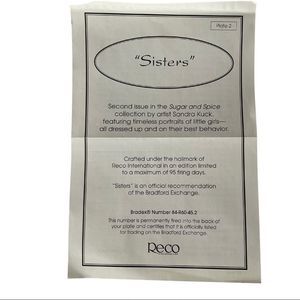 Plate 2
"Sisters"
Second issue in the Sugar and Spice
collection by artist Sandra Kuck,
featuring timeless portraits of little girls—
all dressed up and on their best behavior.
Crafted under the hallmark of
Reco International in an edition limited
to a maximum of 95 firing days.
"Sisters" is an official recommendation
of the Bradford Exchange.
Bradex® Number 84-R60-45.2
This number is permanently fired into the back of
your plate and certifies that it is officially listed
for trading on the Bradford Exchange.
Reco